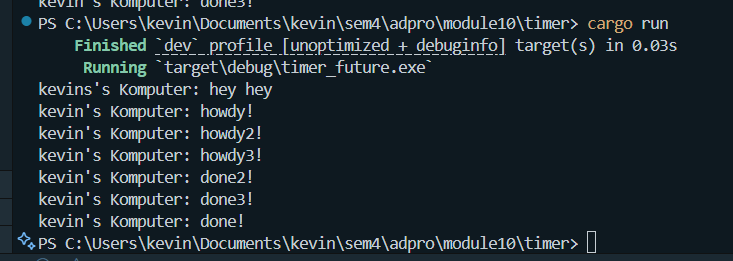 kevin's Komputer: done3!
PS C:\Users\kevin\Documents\kevin\sem4\adpro\module10\timer> cargo run
    Finished `dev` profile [unoptimized + debuginfo] target(s) in 0.03s
     Running `target\debug\timer_future.exe`
kevins's Komputer: hey hey
kevin's Komputer: howdy!
kevin's Komputer: howdy2!
kevin's Komputer: howdy3!
kevin's Komputer: done2!
kevin's Komputer: done3!
kevin's Komputer: done!
PS C:\Users\kevin\Documents\kevin\sem4\adpro\module10\timer>